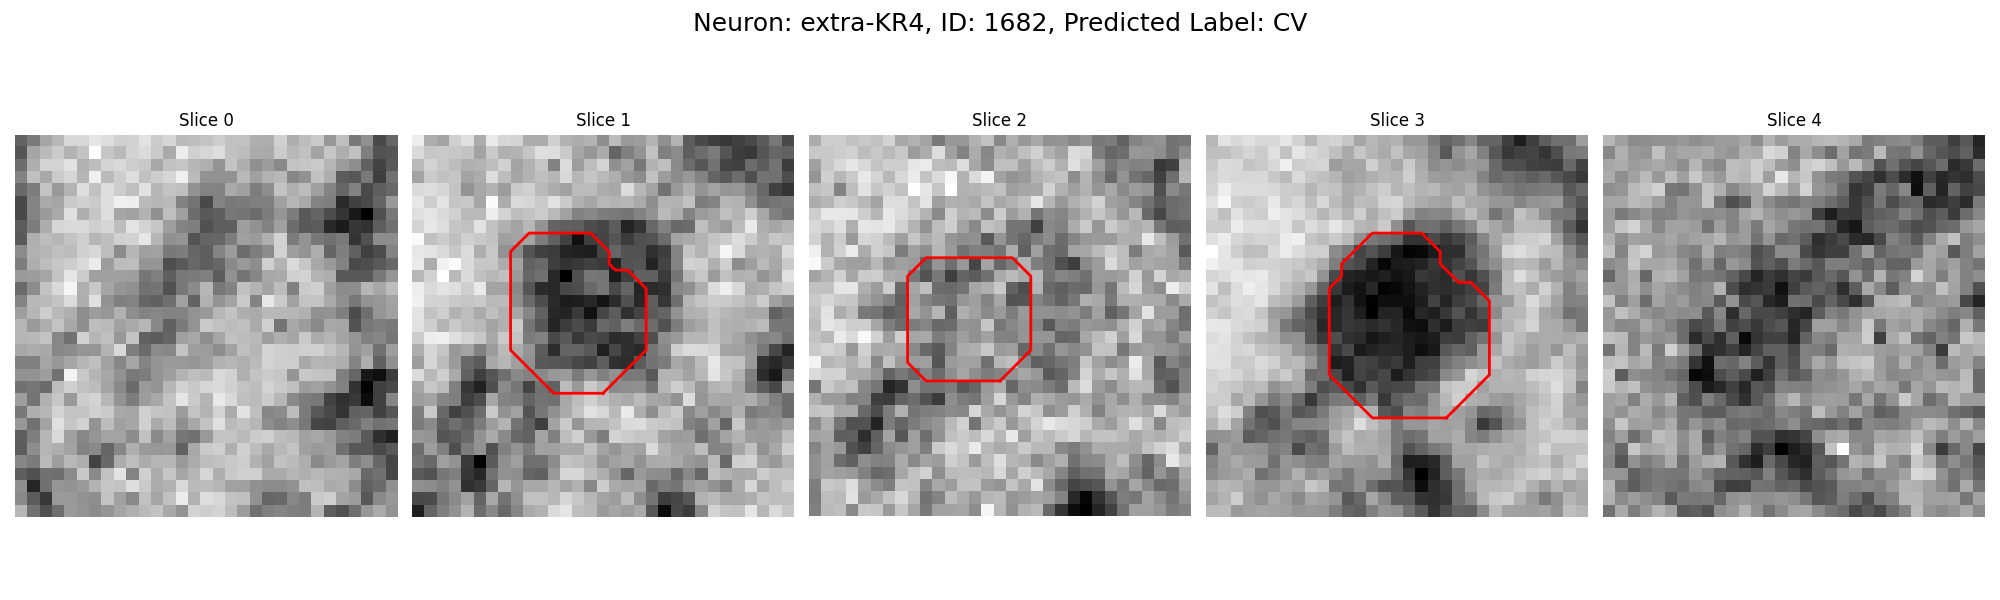 Neuron: extra-KR4, ID: 1682, Predicted Label: CV
Slice 0
Slice 1
Slice 2
Slice 3
Slice 4